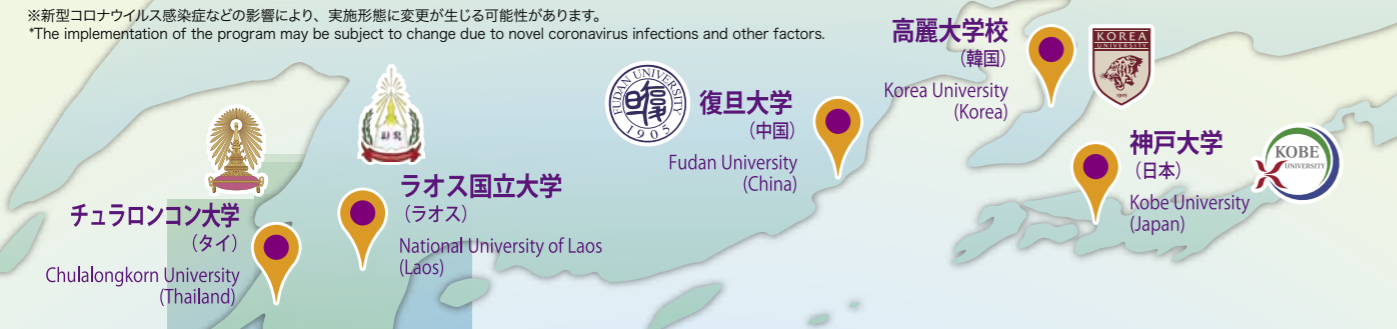 ※新型コロナウイルス感染症などの影響により、実施形態に変更が生じる可能性があります。
*The implementation of the program may be subject to change due to novel coronavirus infections and other factors.
高麗大学校
（韓国）
Korea University
(Korea)
KOREA
UNIVERSITY
1905
FUDAN UNIVERSITY
1905
復旦大学
（中国）
Fudan University
(China)
神戸大学
（日本）
Kobe University
(Japan)
KOBE
UNIVERSITY
ラオス国立大学
（ラオス）
National University of Laos
(Laos)
チュラロンコン大学
（タイ）
Chulalongkorn University
(Thailand)